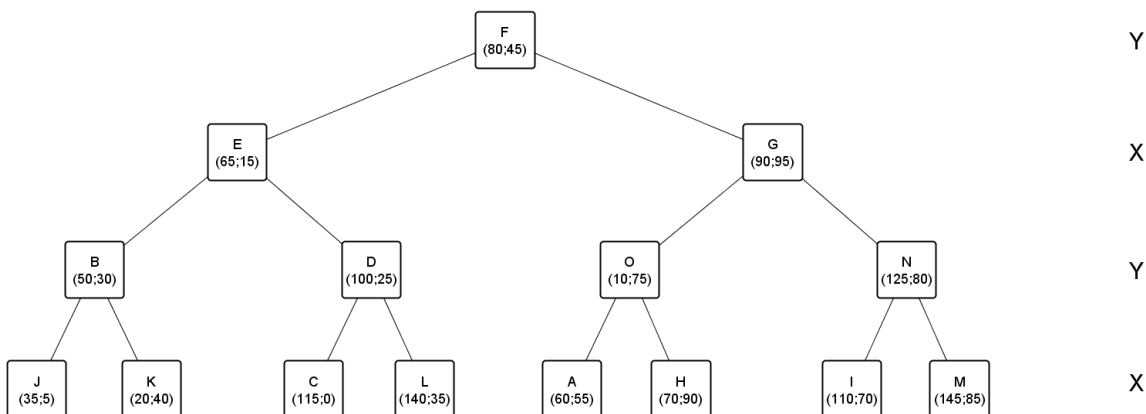 F
(80;45)
Y
E
(65;15)
G
(90;95)
X
B
(50;30)
D
(100;25)
O
(10;75)
N
(125;80)
Y
J
(35;5)
K
(20;40)
C
(115;0)
L
(140;35)
A
(60;55)
H
(70;90)
I
(110;70)
M
(145;85)
X